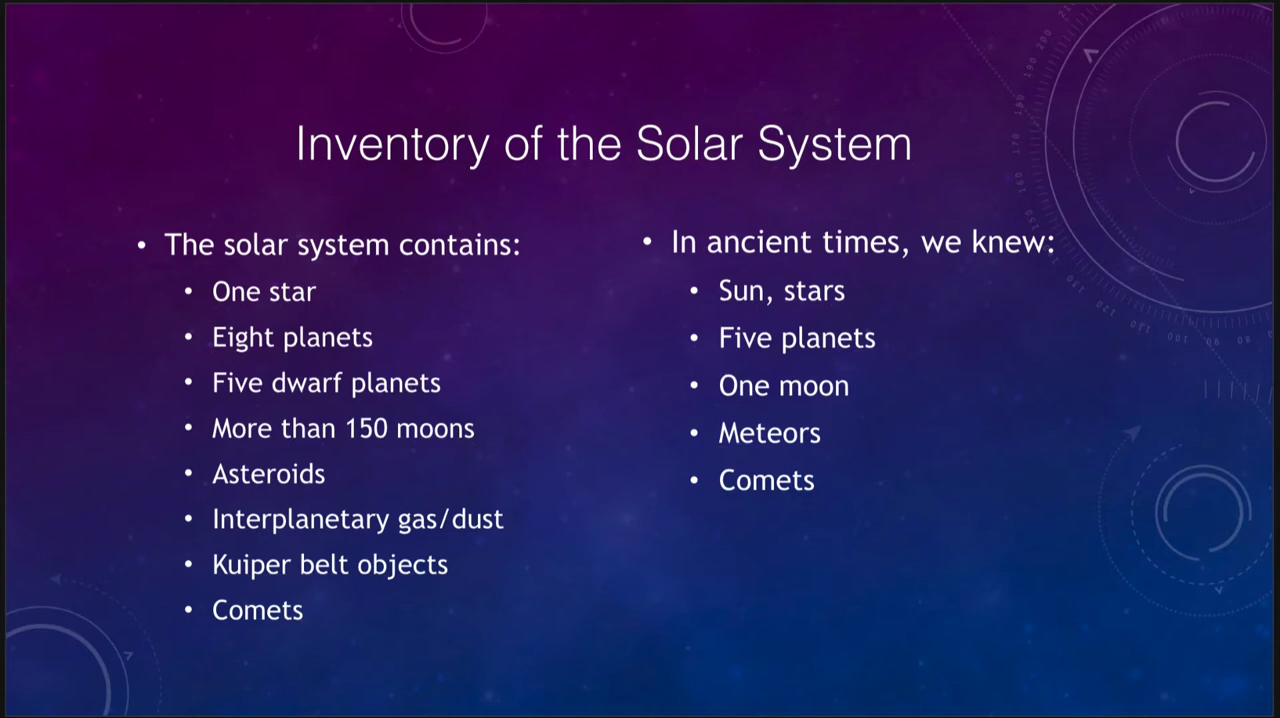 Inventory of the Solar System
• The solar system contains:
• One star
• Eight planets
• Five dwarf planets
• More than 150 moons
• Asteroids
• Interplanetary gas/dust
• Kuiper belt objects
• Comets
• In ancient times, we knew:
• Sun, stars
• Five planets
• One moon
• Meteors
• Comets